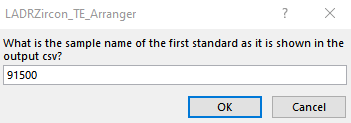 LADRZircon_TE_Arranger ? ×
What is the sample name of the first standard as it is shown in the
output csv?
91500
OK Cancel